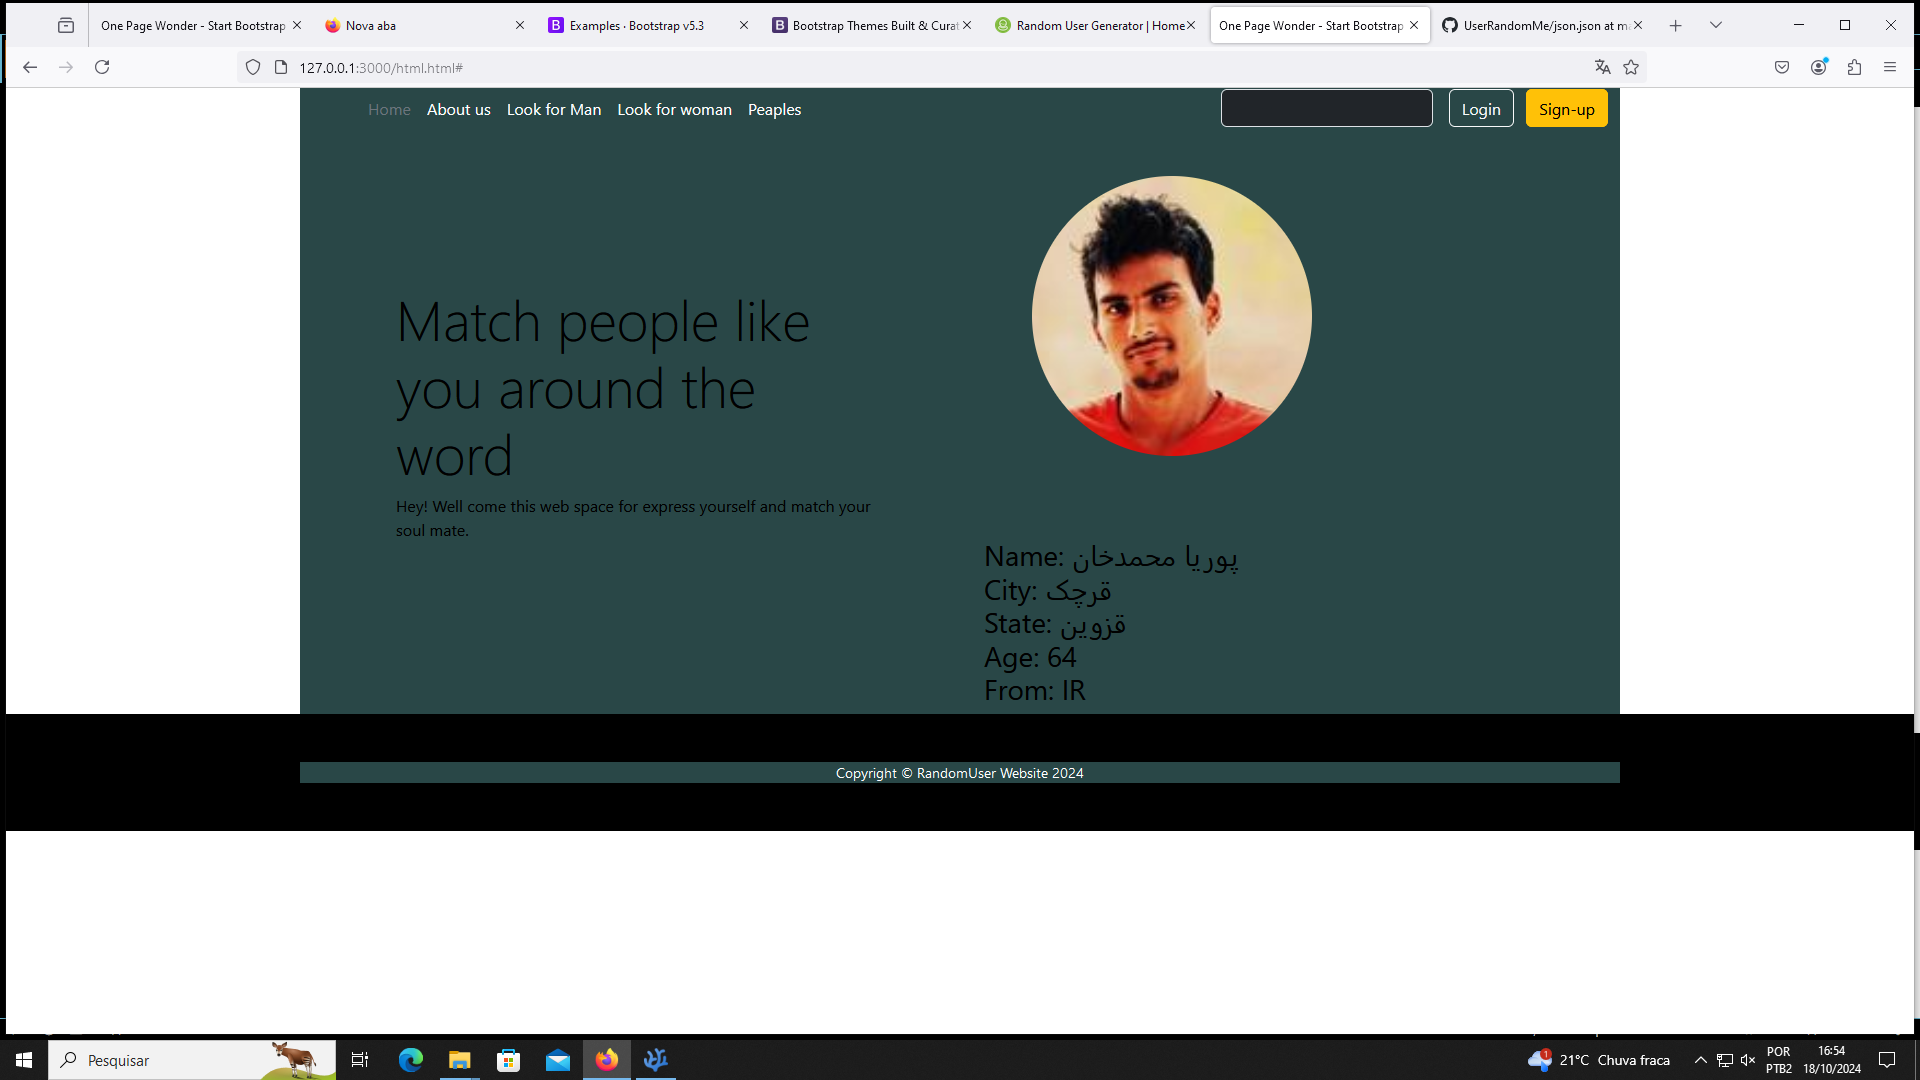 One Page Wonder - Start Bootstrap
Nova aba
Examples · Bootstrap v5.3
Bootstrap Themes Built & Curat
Random User Generator | Home
One Page Wonder - Start Bootstrap
UserRandomMe/json.json at ma
127.0.0.1:3000/html.html#
Home
About us
Look for Man
Look for woman
Peaples
Login
Sign-up
Match people like
you around the
word
Hey! Well come this web space for express yourself and match your
soul mate.
Name: پوریا محمدخان
City: قرچک
State: قزوین
Age: 64
From: IR
Copyright © RandomUser Website 2024
Pesquisar
1
21°C Chuva fraca
POR
PTB2
16:54
18/10/2024